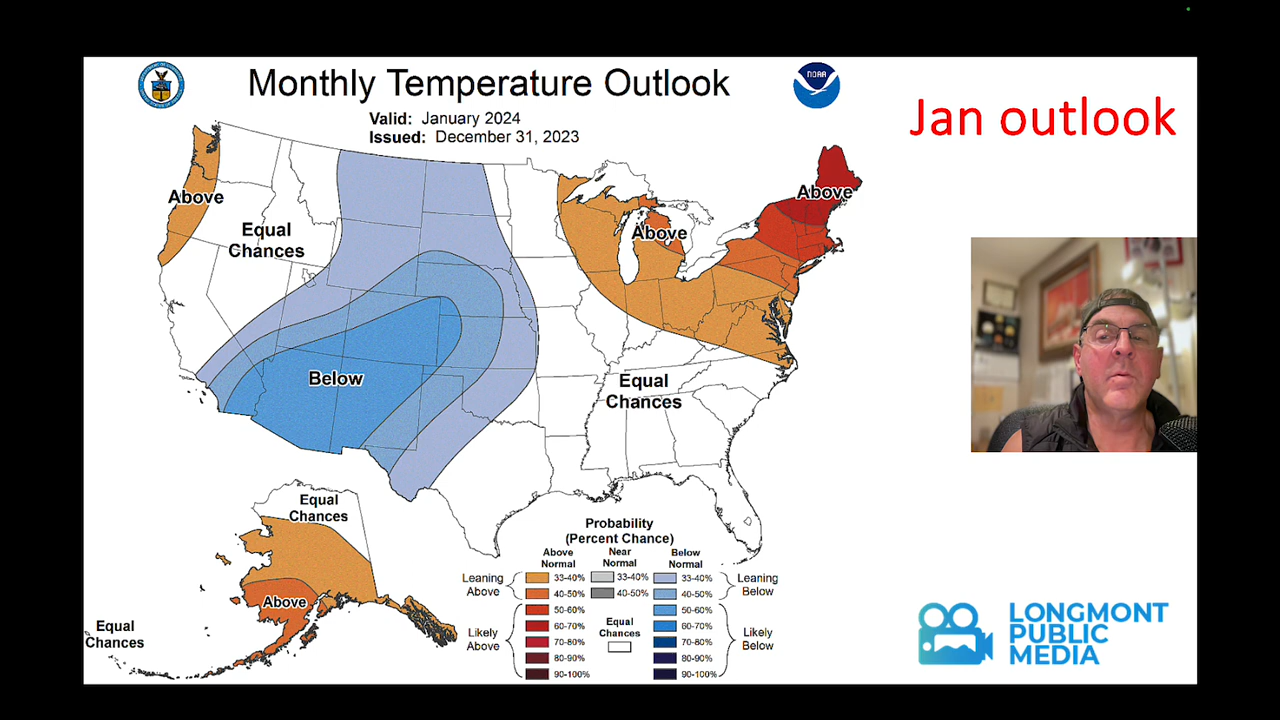 Monthly Temperature Outlook
NOAA
Valid: January 2024
Issued: December 31, 2023
Jan outlook
Above
Equal
Chances
Above
Above
Below
Equal
Chances
Equal
Chances
Above
Equal
Chances
Probability
(Percent Chance)
Above
Normal
Near
Normal
Below
Normal
Leaning
Above
33-40%
33-40%
33-40%
Leaning
Below
40-50%
40-50%
40-50%
50-60%
50-60%
Likely
Above
60-70%
Equal
Chances
60-70%
Likely
Below
70-80%
70-80%
80-90%
80-90%
90-100%
90-100%
LONGMONT
PUBLIC
MEDIA